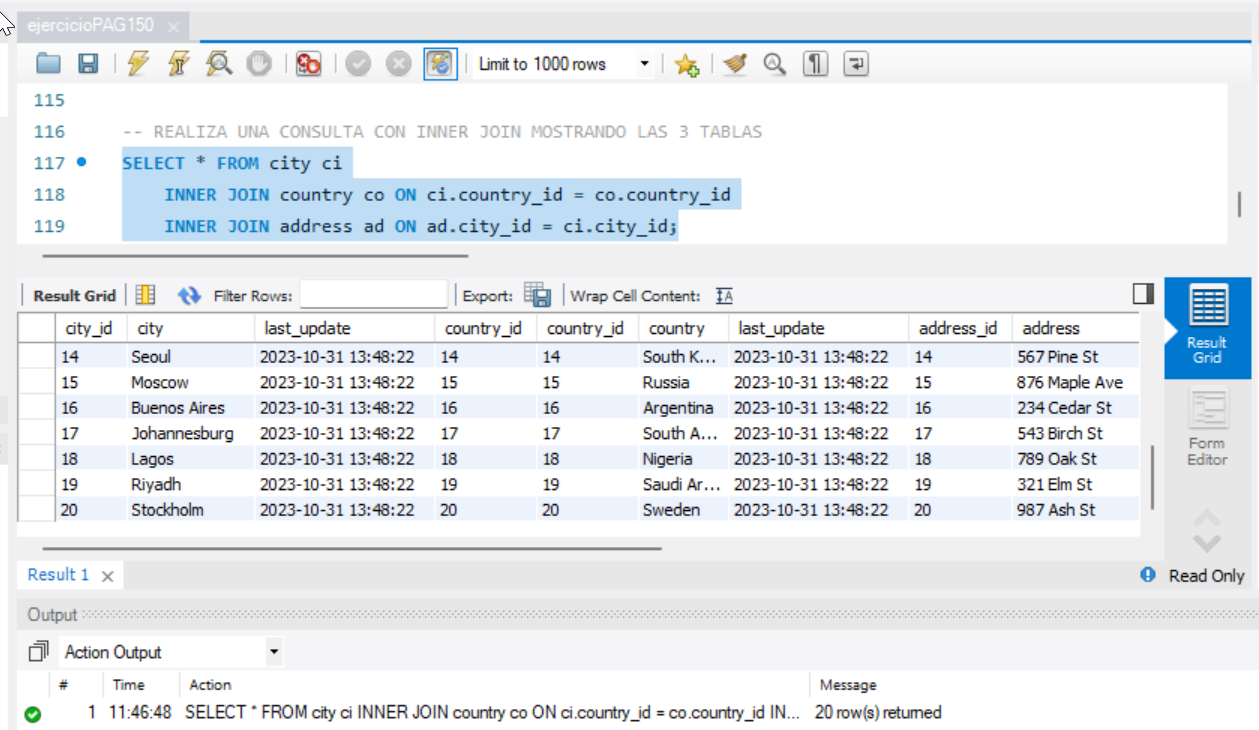 ejercicioPAG150
Limit to 1000 rows
115
116 -- REALIZA UNA CONSULTA CON INNER JOIN MOSTRANDO LAS 3 TABLAS
117 SELECT * FROM city ci
118 INNER JOIN country co ON ci.country_id = co.country_id
119 INNER JOIN address ad ON ad.city_id = ci.city_id;
Result Grid Filter Rows: Export: Wrap Cell Content:
city_id city last_update country_id country_id country last_update address_id address
14 Seoul 2023-10-31 13:48:22 14 14 South K... 2023-10-31 13:48:22 14 567 Pine St
15 Moscow 2023-10-31 13:48:22 15 15 Russia 2023-10-31 13:48:22 15 876 Maple Ave
16 Buenos Aires 2023-10-31 13:48:22 16 16 Argentina 2023-10-31 13:48:22 16 234 Cedar St
17 Johannesburg 2023-10-31 13:48:22 17 17 South A... 2023-10-31 13:48:22 17 543 Birch St
18 Lagos 2023-10-31 13:48:22 18 18 Nigeria 2023-10-31 13:48:22 18 789 Oak St
19 Riyadh 2023-10-31 13:48:22 19 19 Saudi Ar... 2023-10-31 13:48:22 19 321 Elm St
20 Stockholm 2023-10-31 13:48:22 20 20 Sweden 2023-10-31 13:48:22 20 987 Ash St
Result
Grid
Form
Editor
Result 1
Read Only
Output
Action Output
# Time Action Message
1 11:46:48 SELECT * FROM city ci INNER JOIN country co ON ci.country_id = co.country_id IN... 20 row(s) returned